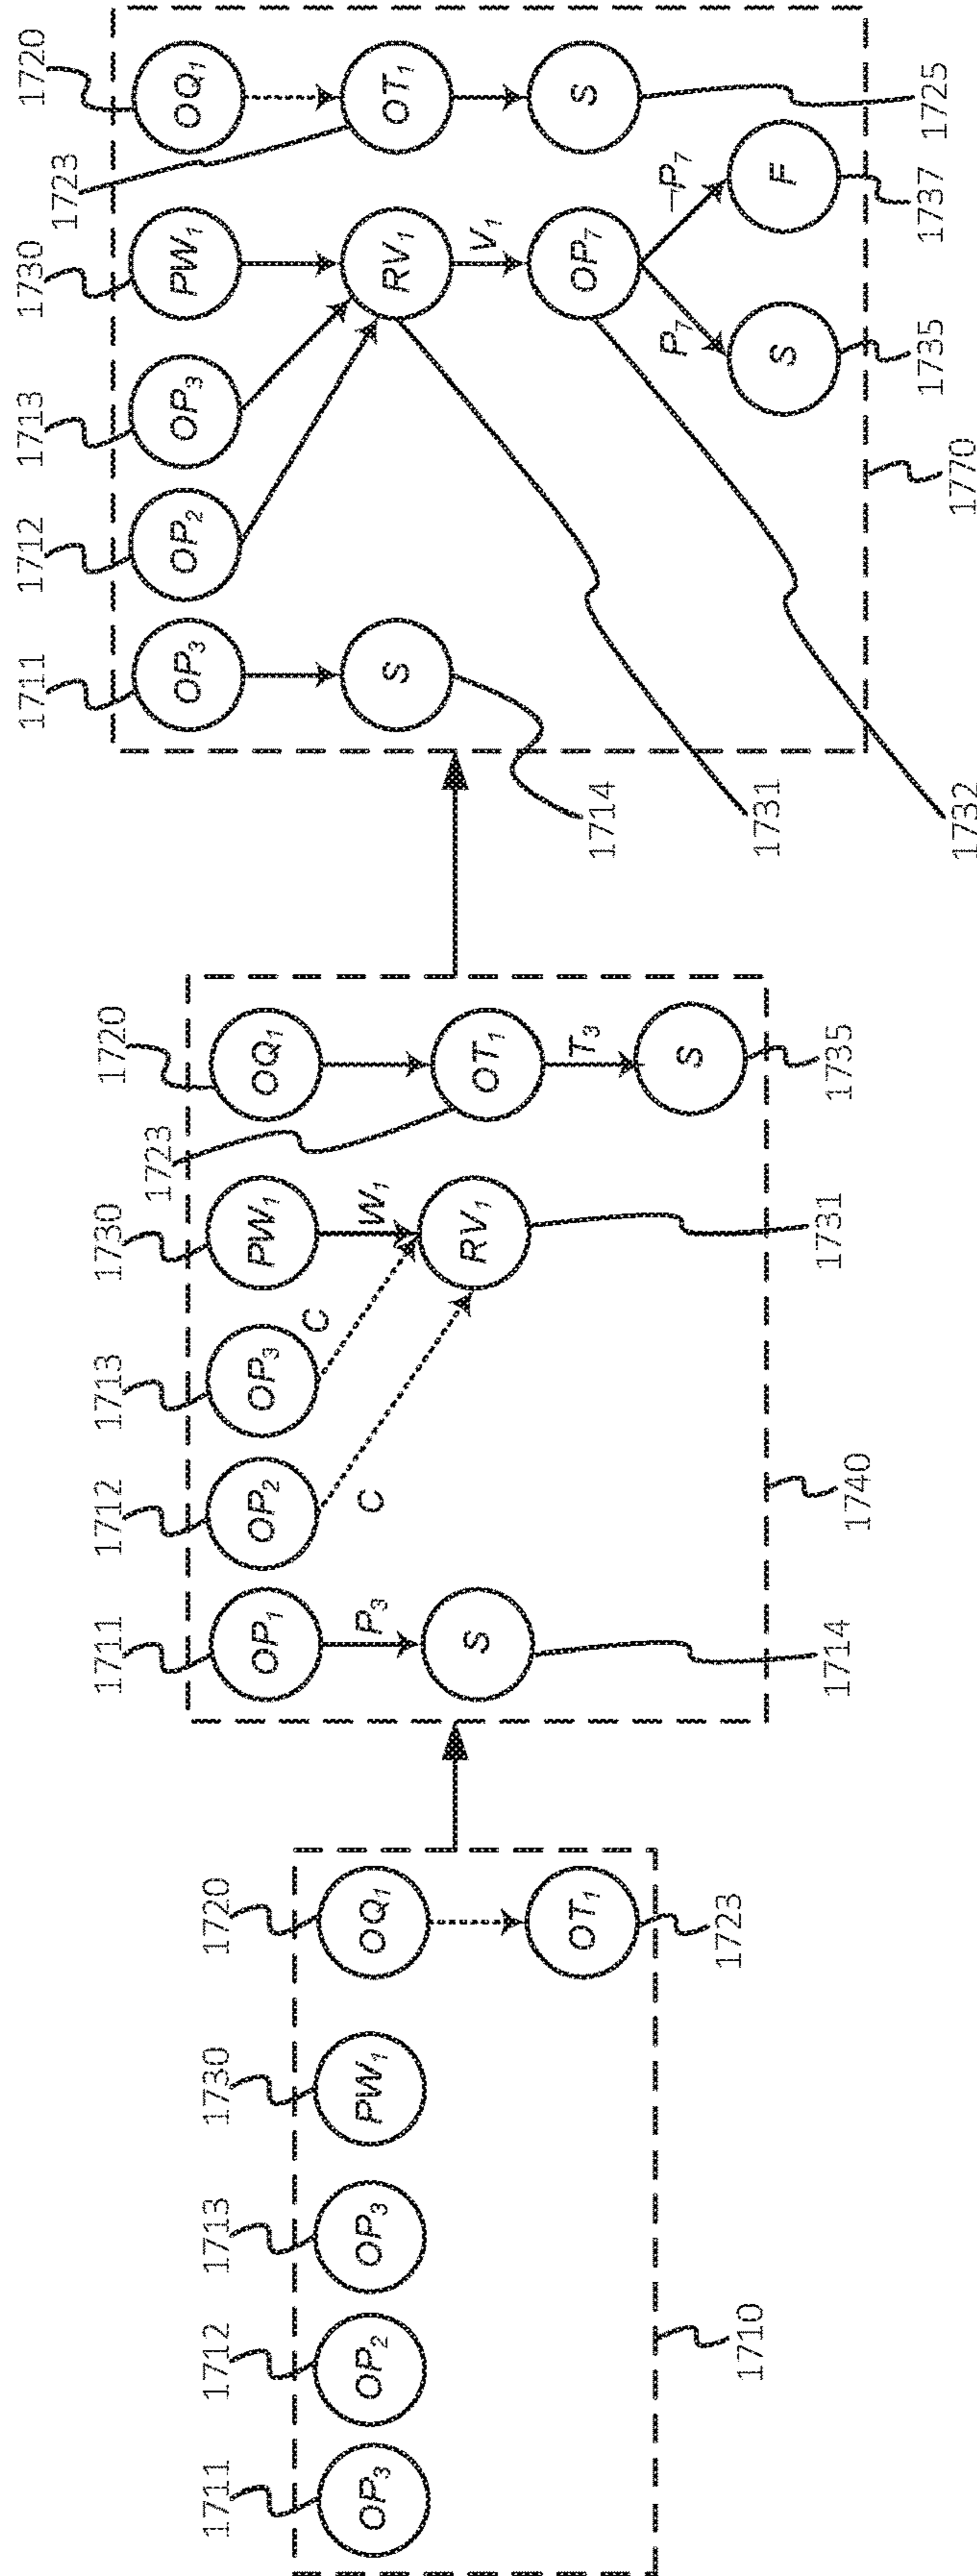 1711 1712 1713 1730 1720
OP3 OP2 OP3 PW1 OQ1
OT1
1723
1710
1711 1712 1713 1730 1723 1720
OP1 OP2 OP3 PW1 OQ1
P3 C C W1
S RV1 OT1
T3
S
1714 1731 1735
1740
1711 1712 1713 1730 1723 1720
OP3 OP2 OP3 PW1 OQ1
S RV1 OT1
V1
OP7 S
P7 ¬P7
S F
1714 1735 1737 1725
1731 1770
1732